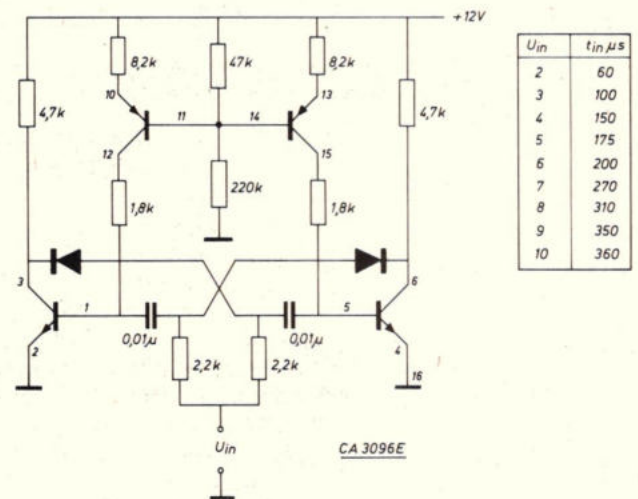 +12V
8,2k
47k
8,2k
4,7k
4,7k
10
13
11
14
12
15
1,8k
220k
1,8k
3
6
1
5
2
0,01µ
0,01µ
4
2,2k
2,2k
16
Uin
CA 3096E
Uin tin µs
2 60
3 100
4 150
5 175
6 200
7 270
8 310
9 350
10 360